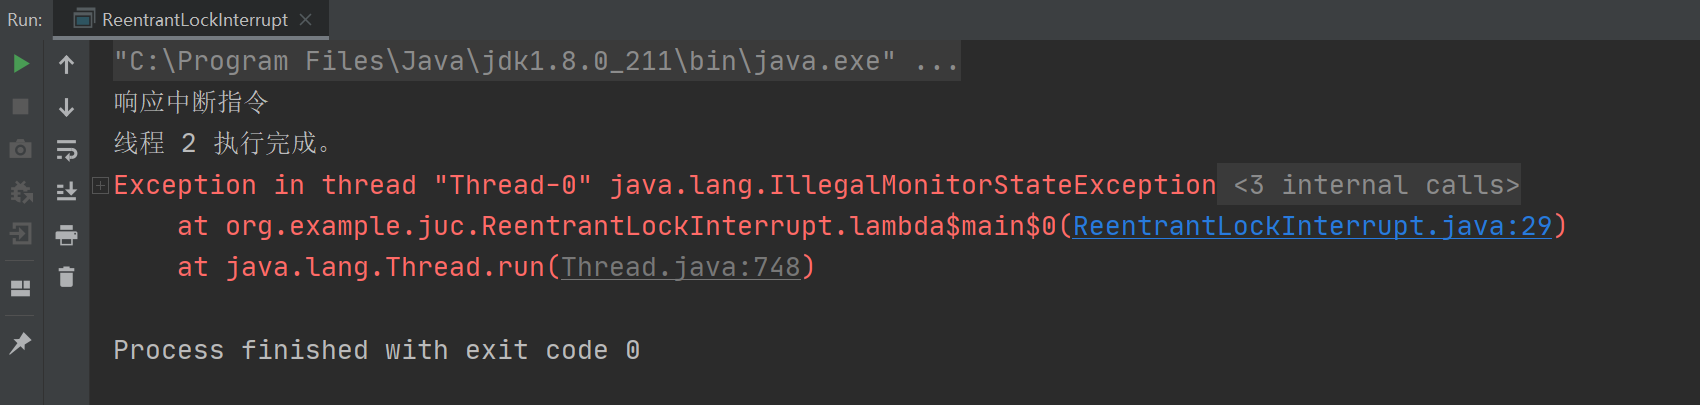 Run: ReentrantLockInterrupt
"C:\Program Files\Java\jdk1.8.0_211\bin\java.exe" ...
响应中断指令
线程 2 执行完成。
Exception in thread "Thread-0" java.lang.IllegalMonitorStateException <3 internal calls>
at org.example.juc.ReentrantLockInterrupt.lambda$main$0(ReentrantLockInterrupt.java:29)
at java.lang.Thread.run(Thread.java:748)
Process finished with exit code 0